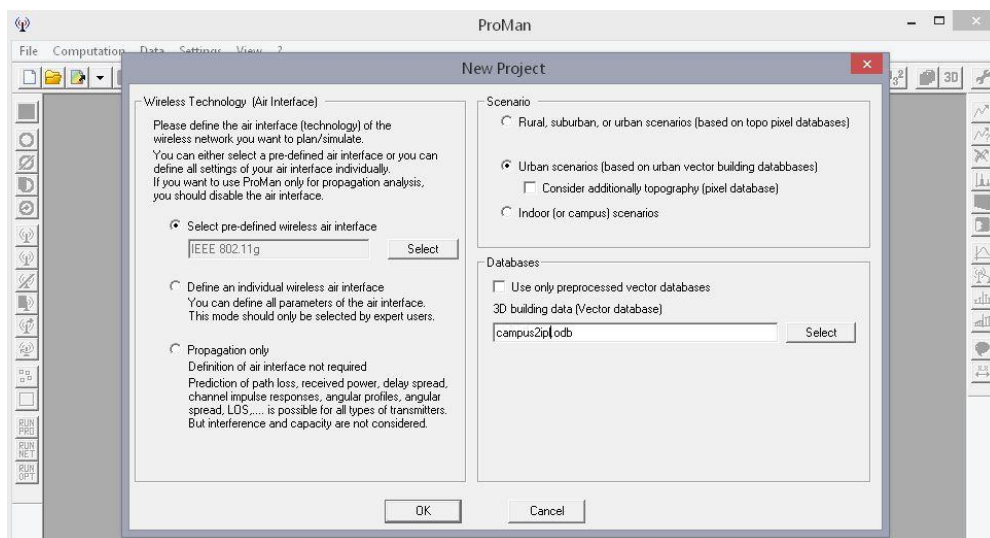 ProMan
File Computation Data Settings View ?
New Project
3D
Wireless Technology (Air Interface)
Please define the air interface (technology) of the
wireless network you want to plan/simulate.
You can either select a pre-defined air interface or you can
define all settings of your air interface individually.
If you want to use ProMan only for propagation analysis,
you should disable the air interface.
Select pre-defined wireless air interface
IEEE 802.11g
Select
Define an individual wireless air interface
You can define all parameters of the air interface.
This mode should only be selected by expert users.
Propagation only
Definition of air interface not required
Prediction of path loss, received power, delay spread,
channel impulse responses, angular profiles, angular
spread, LOS,.... is possible for all types of transmitters.
But interference and capacity are not considered.
Scenario
Rural, suburban, or urban scenarios (based on topo pixel databases)
Urban scenarios (based on urban vector building databbases)
Consider additionally topography (pixel database)
Indoor (or campus) scenarios
Databases
Use only preprocessed vector databases
3D building data (Vector database)
campus2ipl.odb
Select
RUN
PRO
RUN
NET
RUN
OPT
OK
Cancel